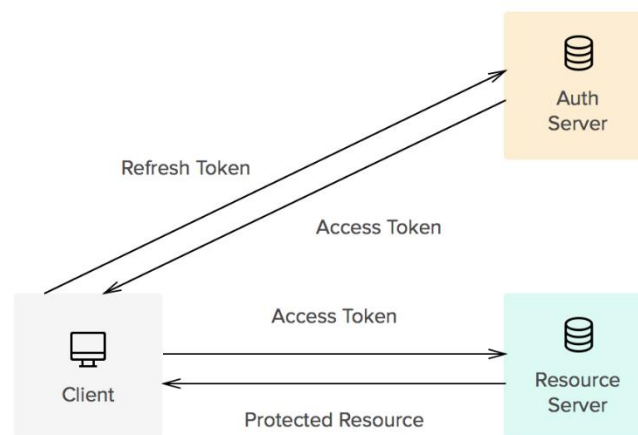 Auth
Server
Refresh Token
Access Token
Access Token
Client
Resource
Server
Protected Resource